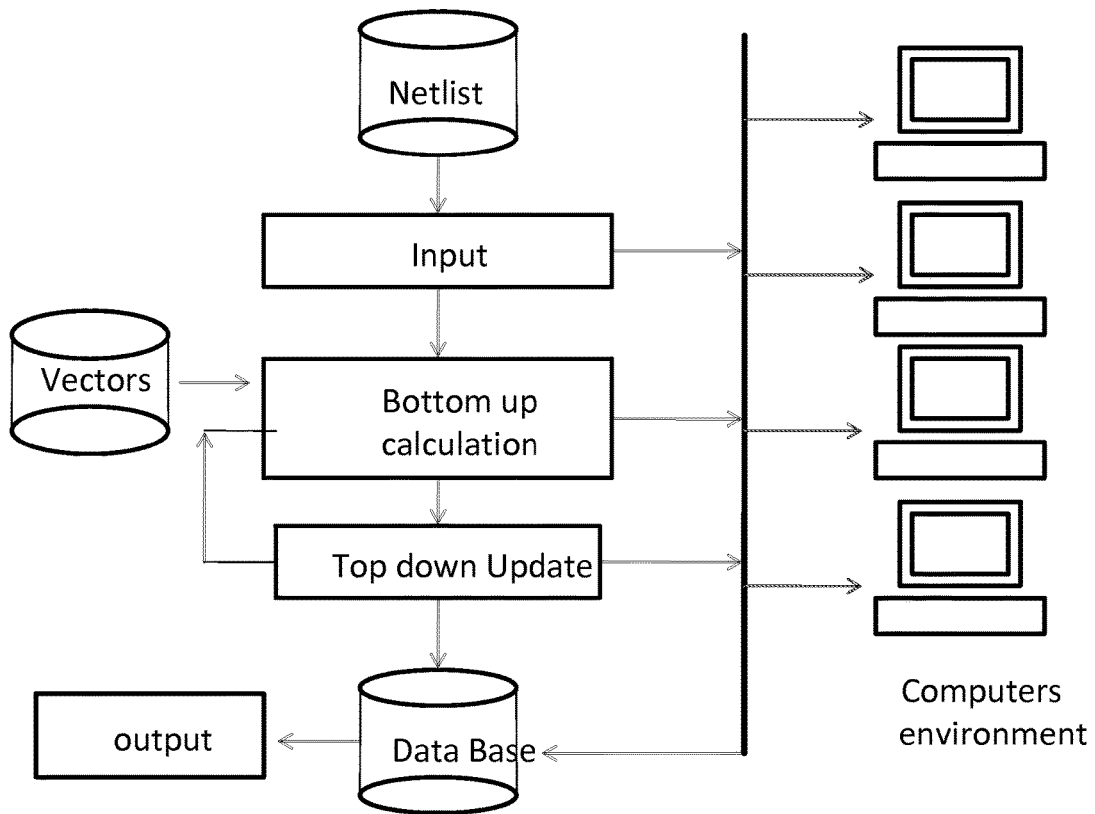 Netlist
Input
Vectors
Bottom up
calculation
Top down Update
Computers
environment
output
Data Base